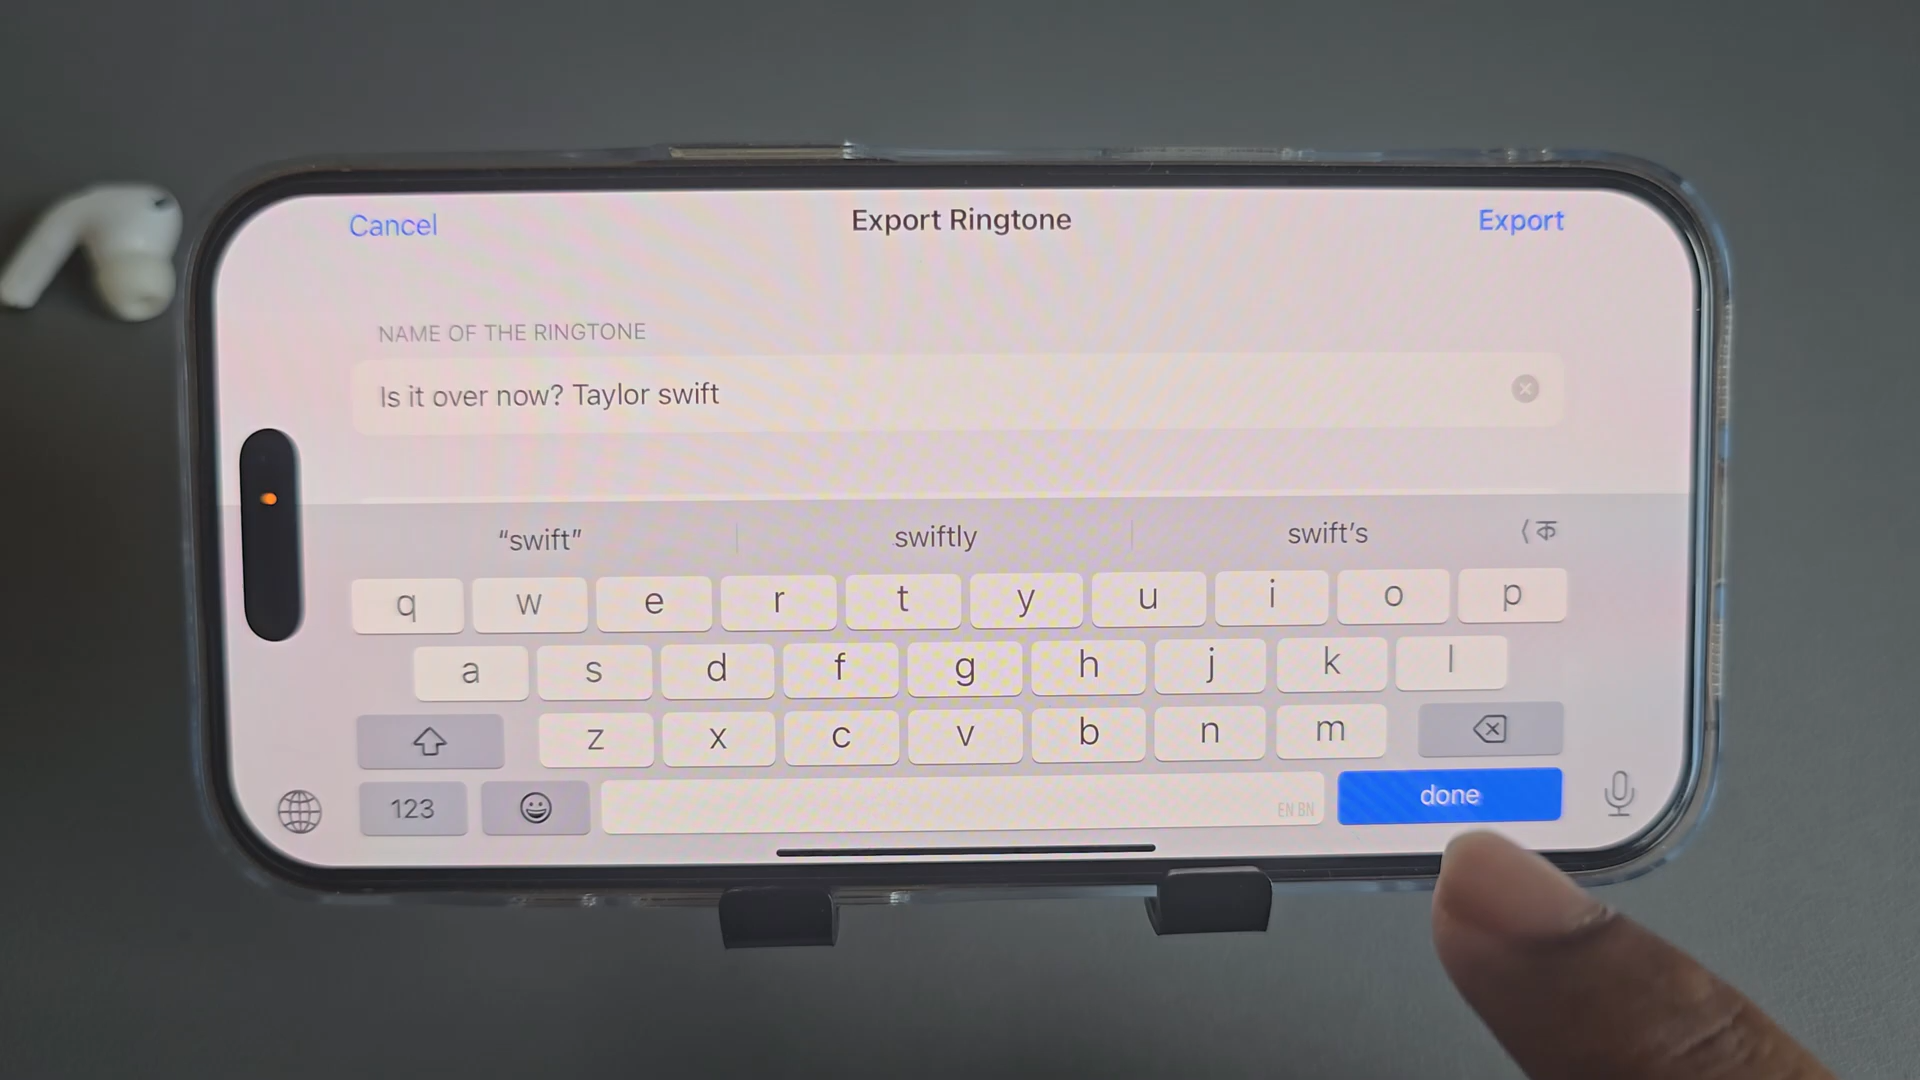 Cancel Export Ringtone Export
NAME OF THE RINGTONE
Is it over now? Taylor swift
“swift” swiftly swift’s ⟨ क
q w e r t y u i o p
a s d f g h j k l
z x c v b n m
123 EN BN done